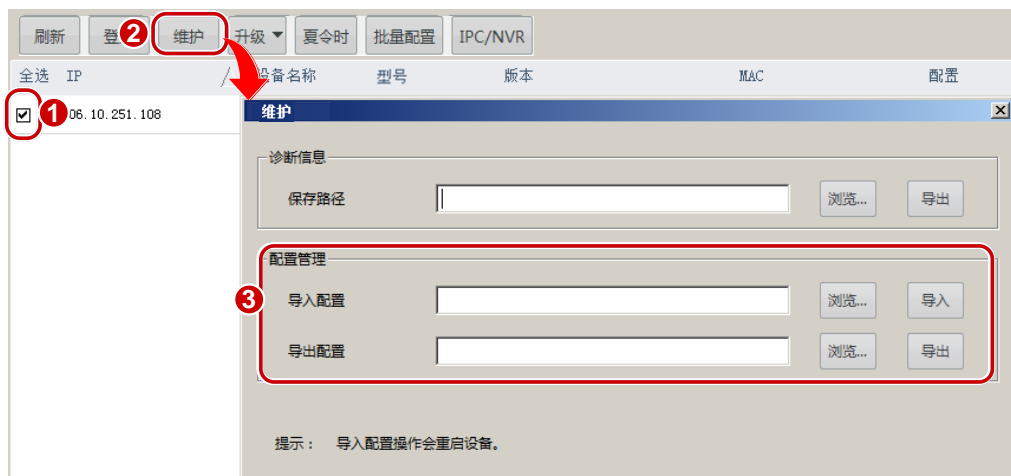 刷新 登 维护 升级 夏令时 批量配置 IPC/NVR
2
全选 IP / 设备名称 型号 版本 MAC 配置
1 06.10.251.108
维护
诊断信息
保存路径 浏览... 导出
配置管理
3
导入配置 浏览... 导入
导出配置 浏览... 导出
提示： 导入配置操作会重启设备。